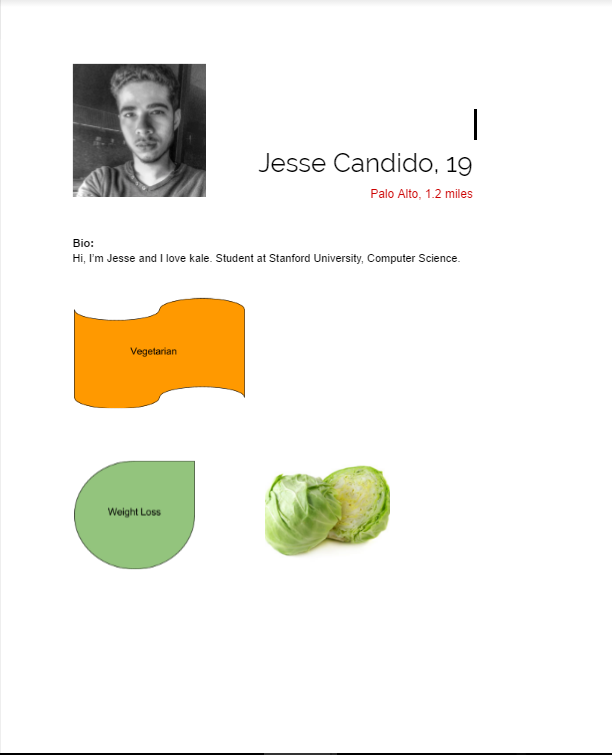 Jesse Candido, 19
Palo Alto, 1.2 miles
Bio:
Hi, I'm Jesse and I love kale. Student at Stanford University, Computer Science.
Vegetarian
Weight Loss